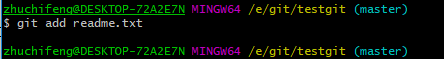 zhuchifeng@DESKTOP-72A2E7N MINGW64 /e/git/testgit (master)
$ git add readme.txt
zhuchifeng@DESKTOP-72A2E7N MINGW64 /e/git/testgit (master)